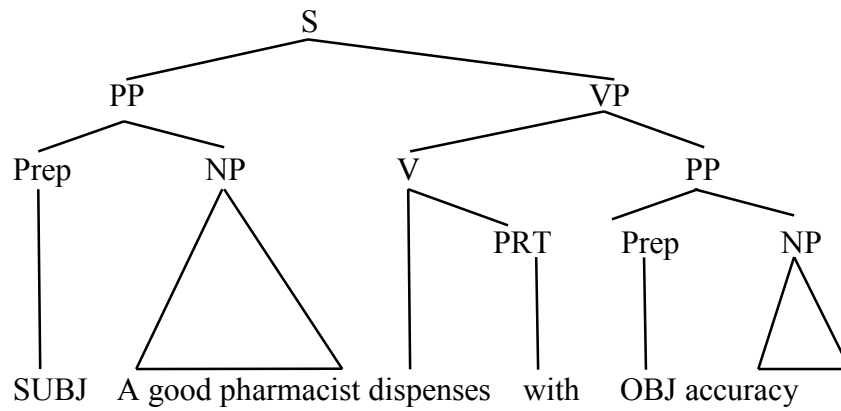 S
PP VP
Prep NP V PP
PRT Prep NP
SUBJ A good pharmacist dispenses with OBJ accuracy